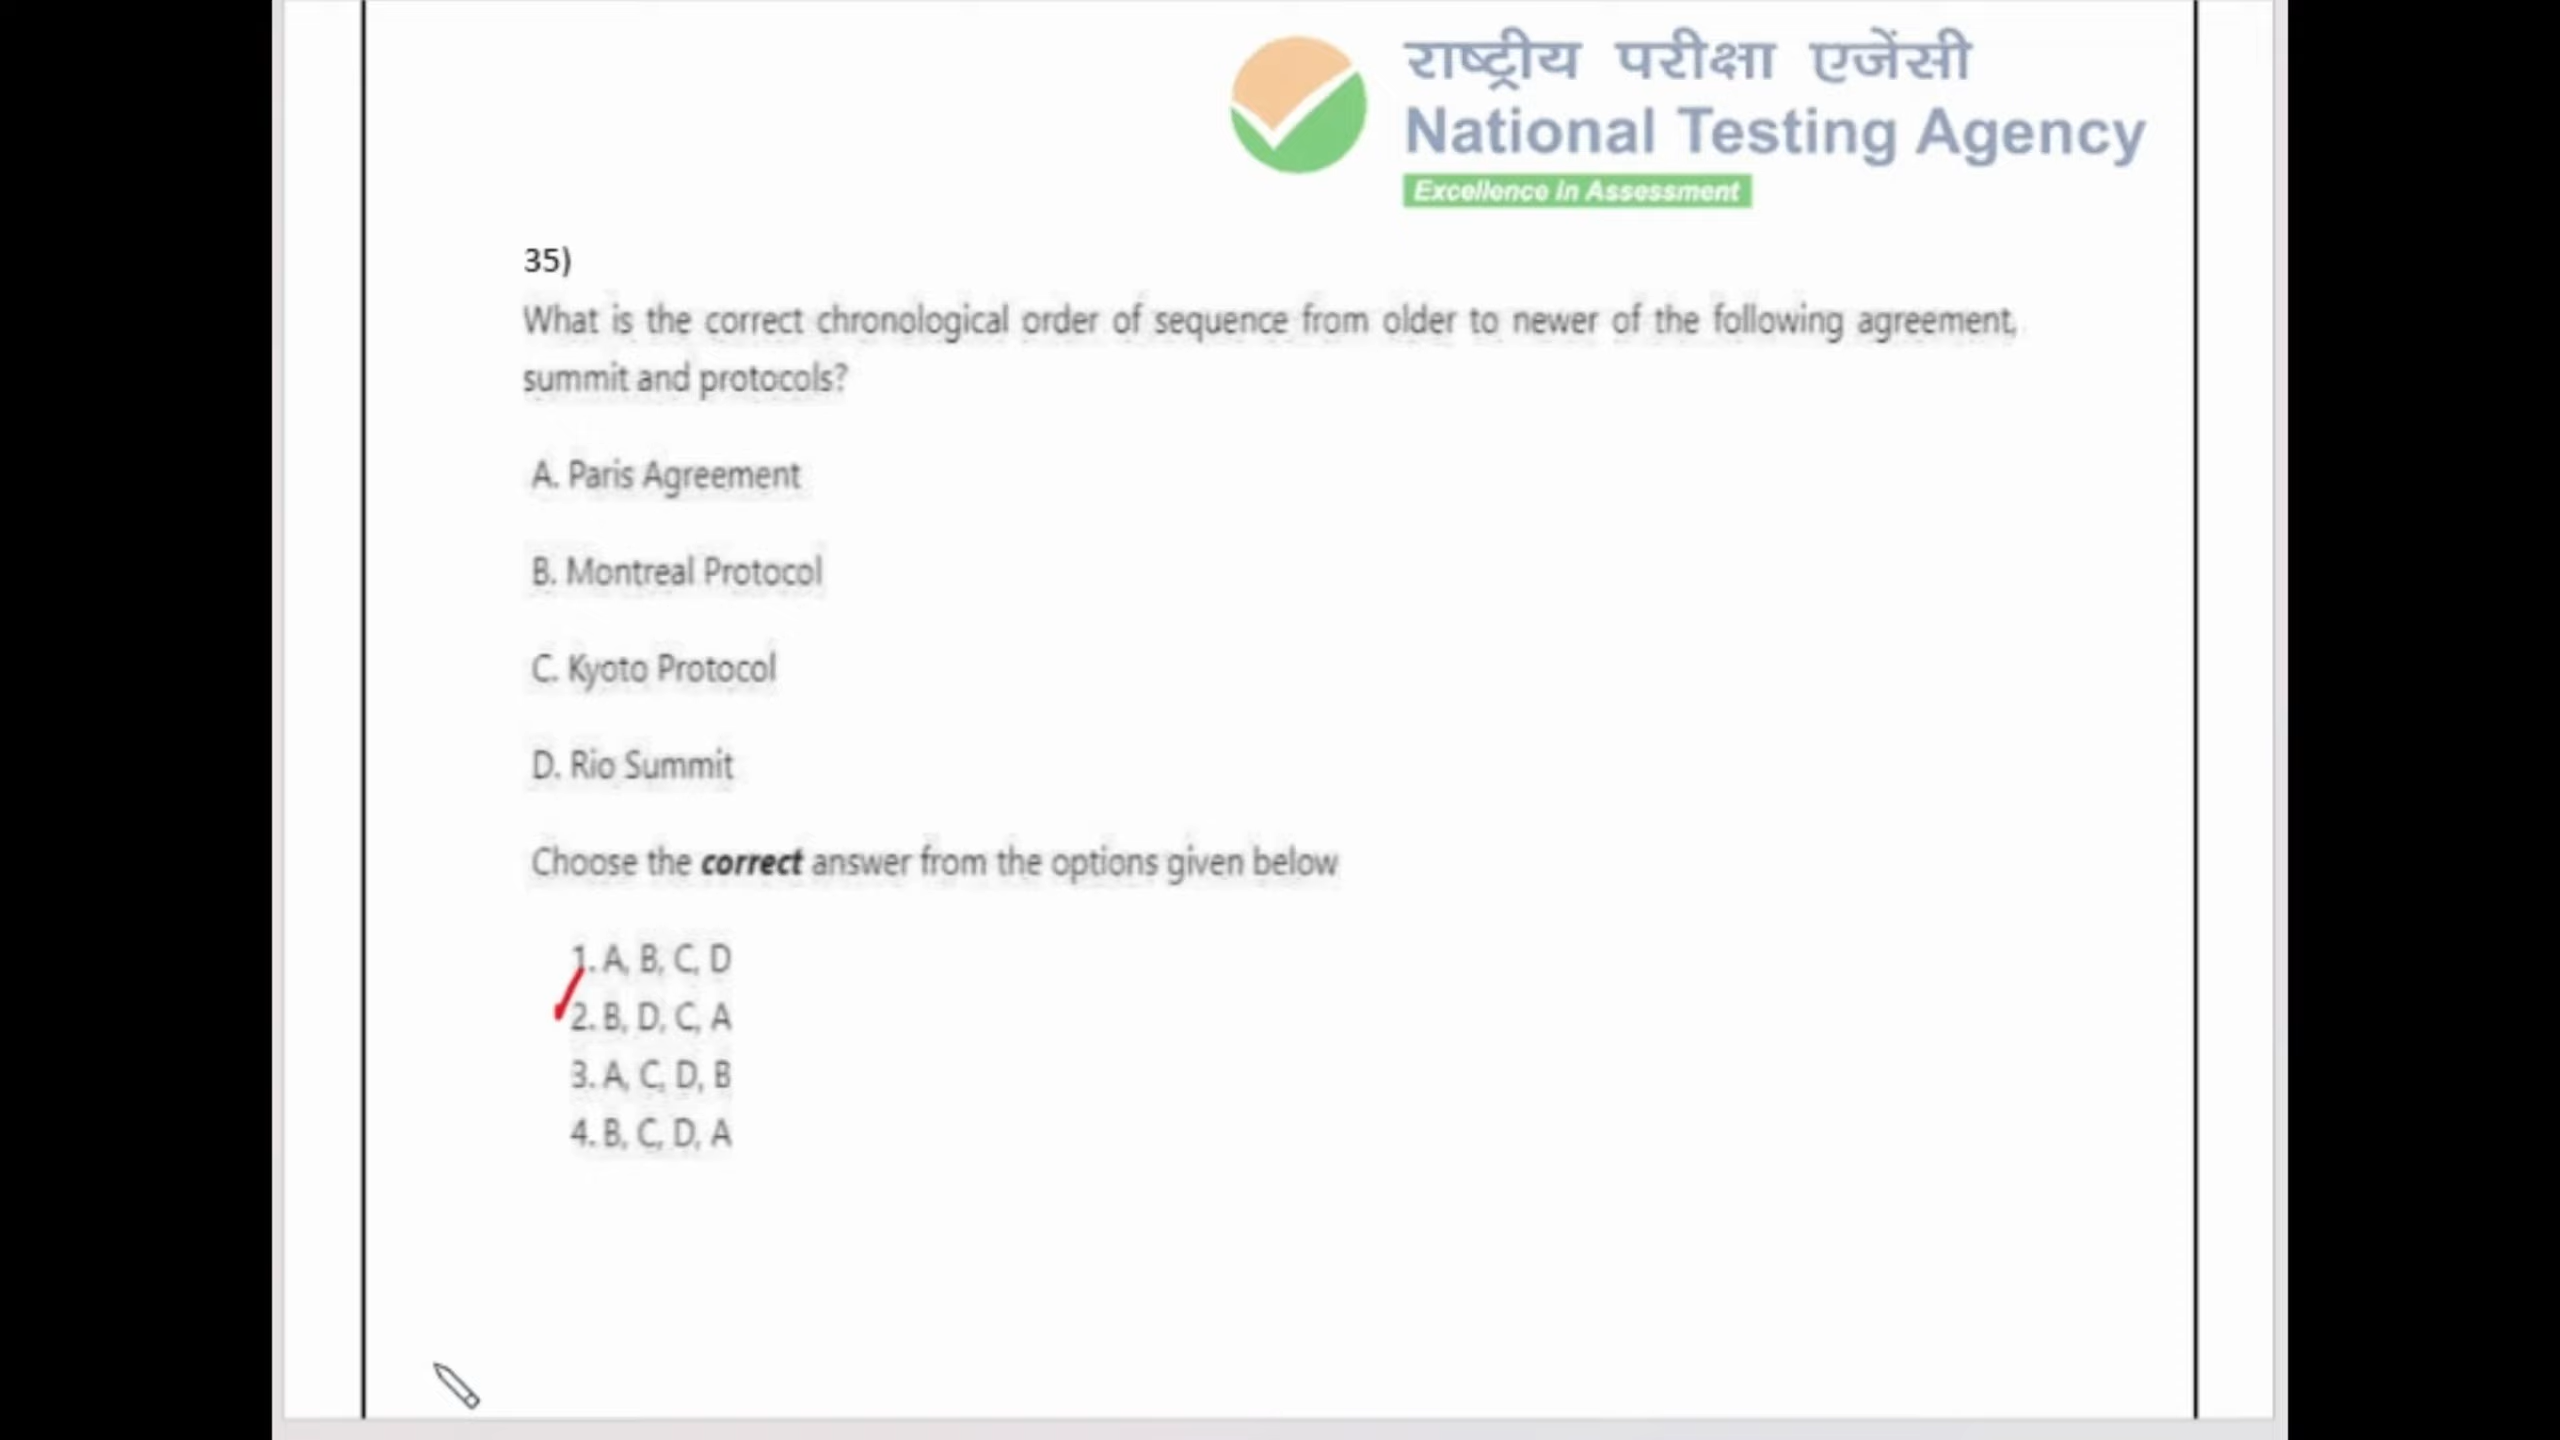 राष्ट्रीय परीक्षा एजेंसी
National Testing Agency
Excellence in Assessment
35)
What is the correct chronological order of sequence from older to newer of the following agreement,
summit and protocols?
A. Paris Agreement
B. Montreal Protocol
C. Kyoto Protocol
D. Rio Summit
Choose the correct answer from the options given below
1. A, B, C, D
2. B, D, C, A
3. A, C, D, B
4. B, C, D, A